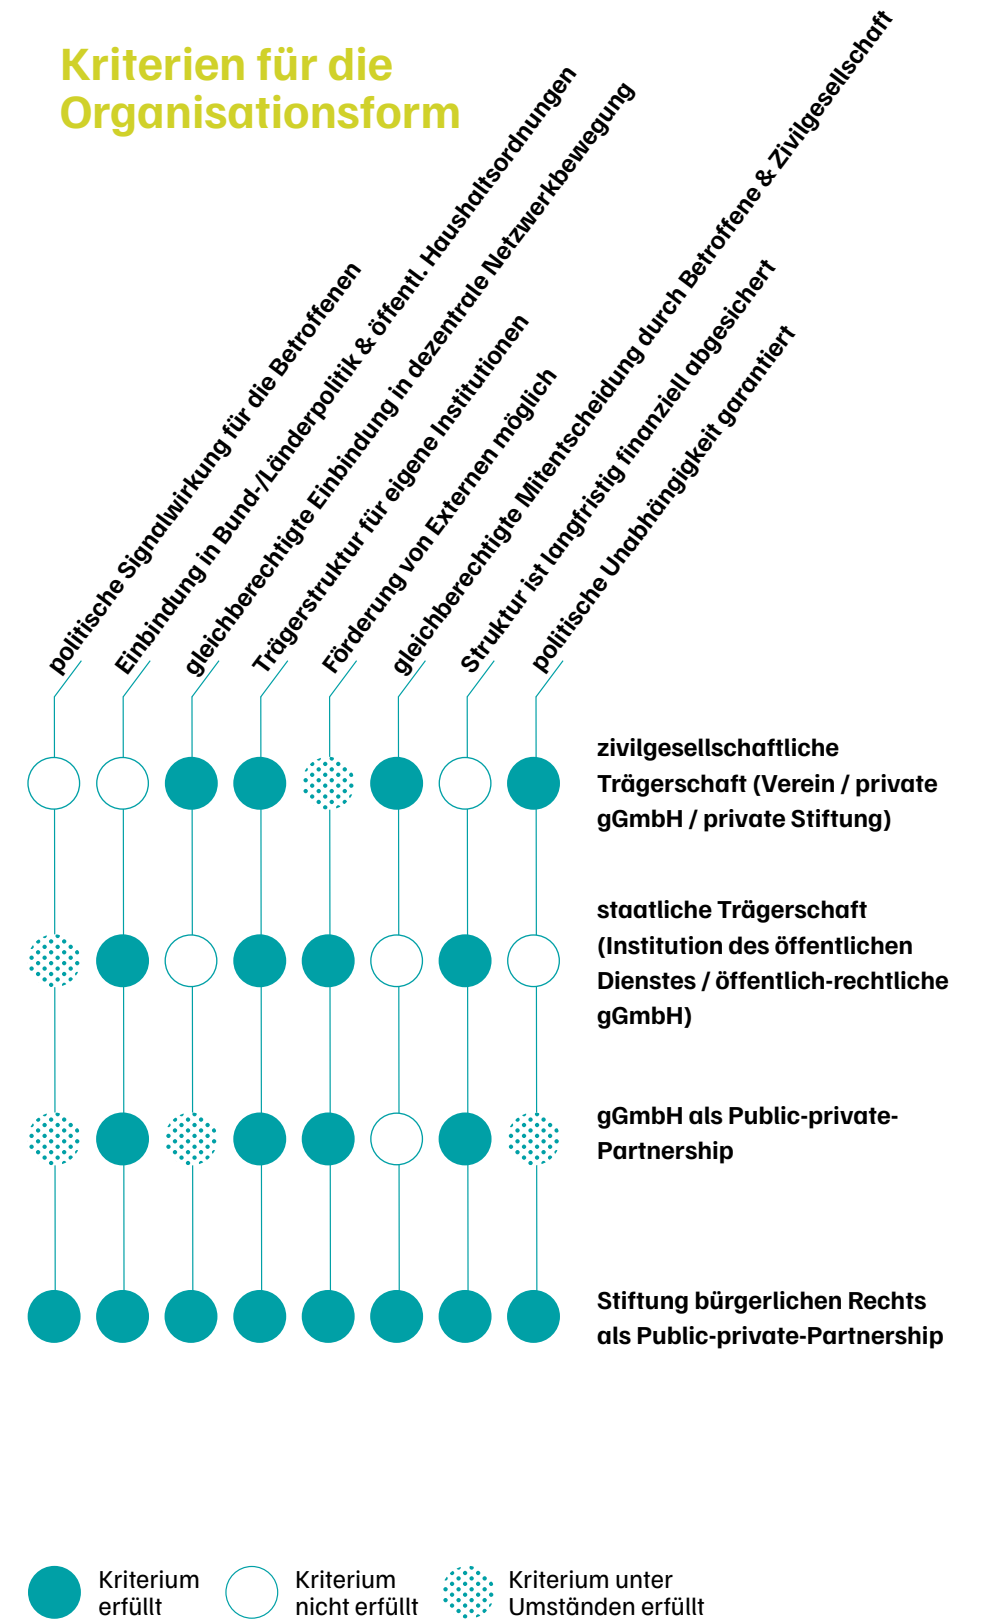 Kriterien für die
Organisationsform
politische Signalwirkung für die Betroffenen
Einbindung in Bund-/Länderpolitik & öffentl. Haushaltsordnungen
gleichberechtigte Einbindung in dezentrale Netzwerkbewegung
Trägerstruktur für eigene Institutionen
Förderung von Externen möglich
gleichberechtigte Mitentscheidung durch Betroffene & Zivilgesellschaft
Struktur ist langfristig finanziell abgesichert
politische Unabhängigkeit garantiert
zivilgesellschaftliche
Trägerschaft (Verein / private
gGmbH / private Stiftung)
staatliche Trägerschaft
(Institution des öffentlichen
Dienstes / öffentlich-rechtliche
gGmbH)
gGmbH als Public-private-
Partnership
Stiftung bürgerlichen Rechts
als Public-private-Partnership
Kriterium
erfüllt
Kriterium
nicht erfüllt
Kriterium unter
Umständen erfüllt